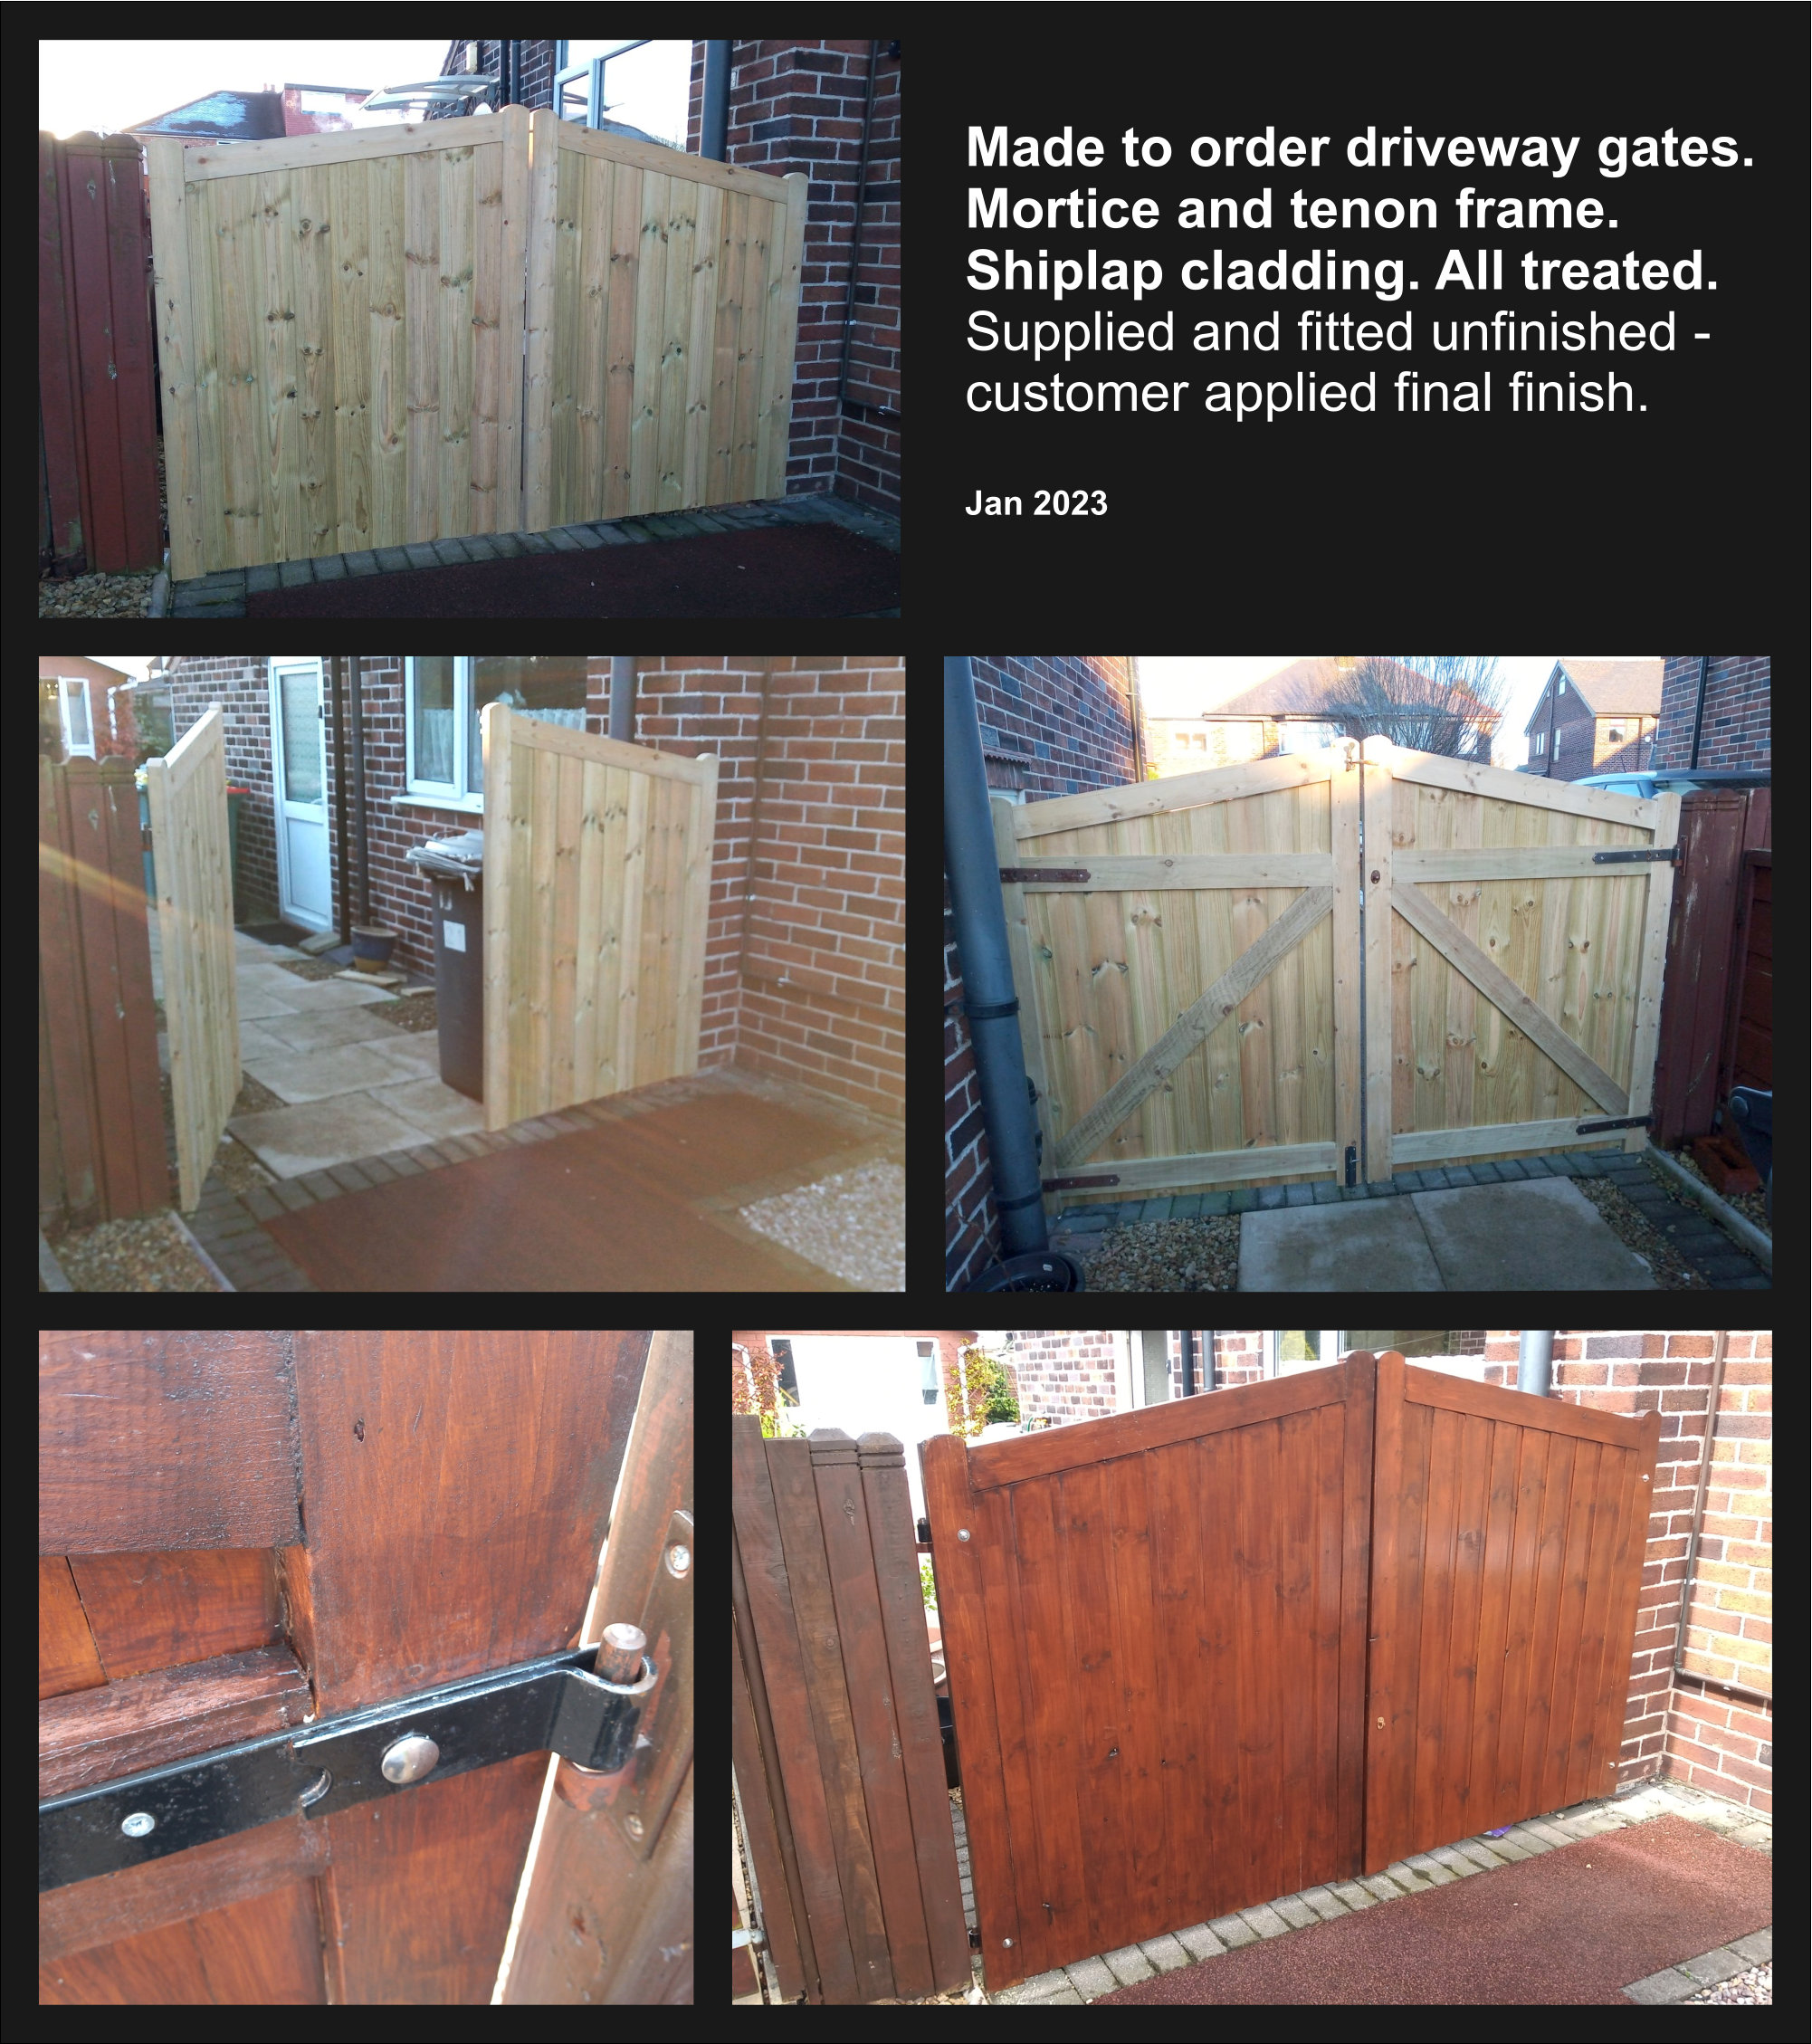 Made to order driveway gates.
Mortice and tenon frame.
Shiplap cladding. All treated.
Supplied and fitted unfinished -
customer applied final finish.
Jan 2023